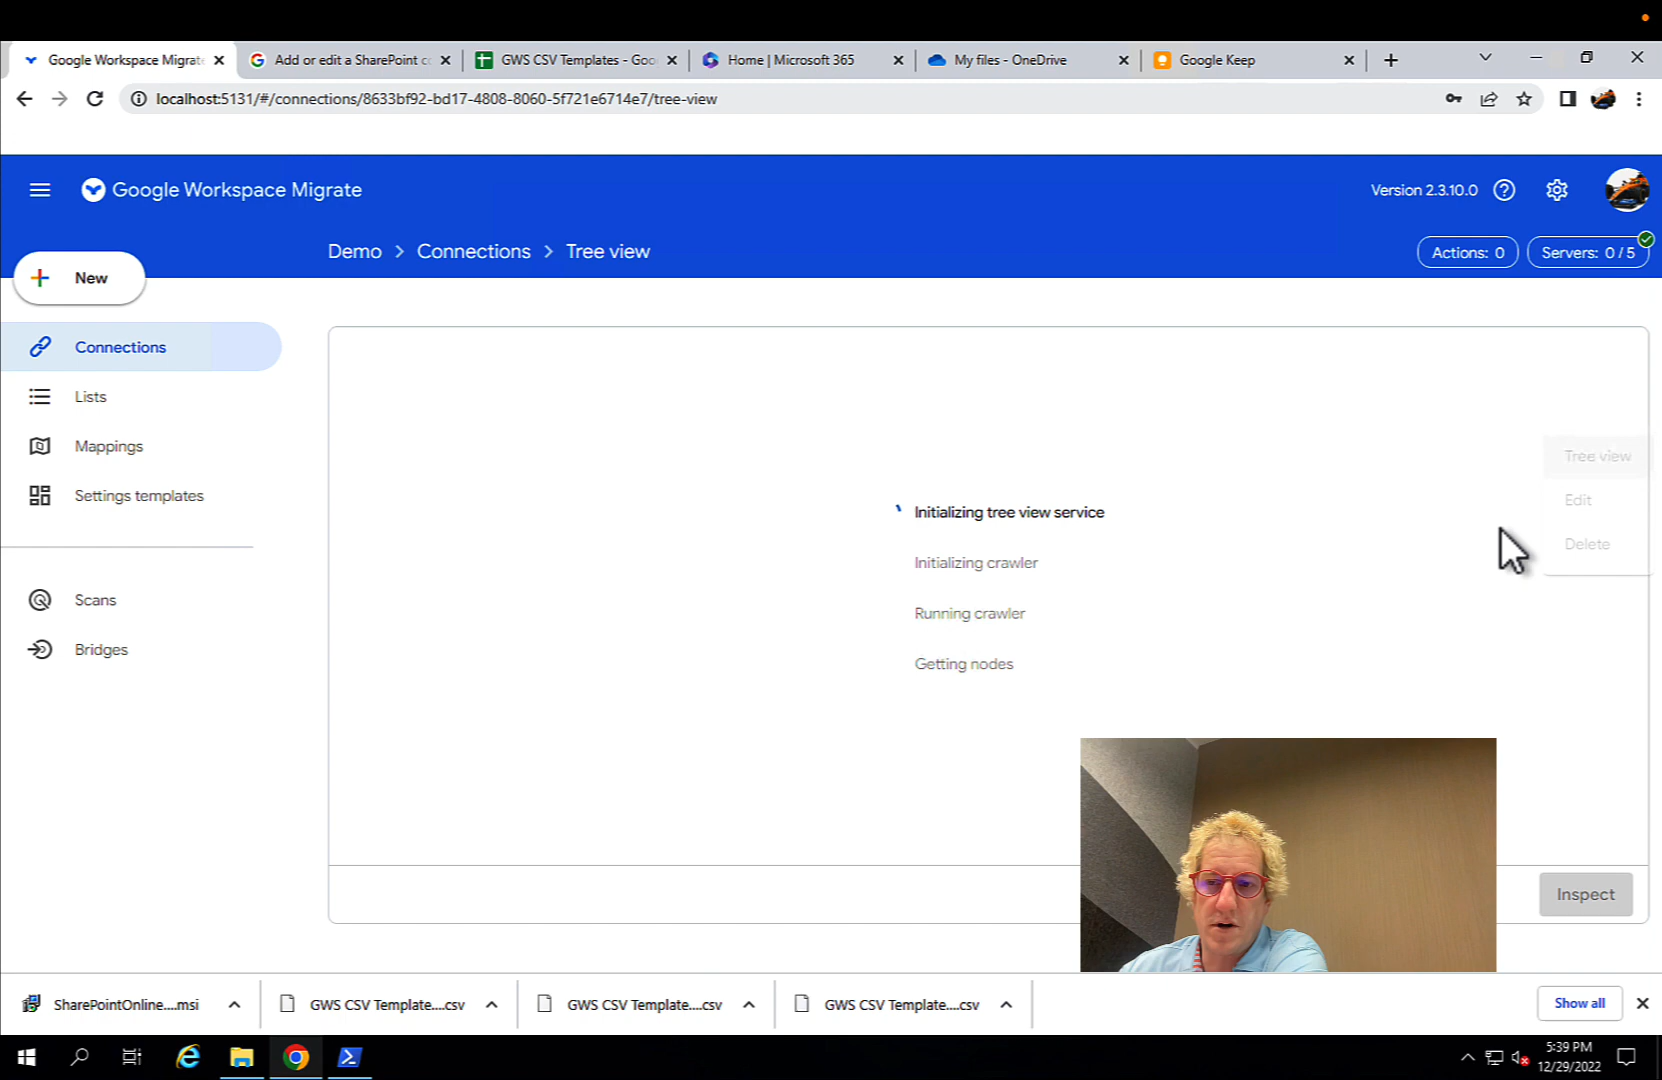 Google Workspace Migrat
Add or edit a SharePoint co
GWS CSV Templates - Goo
Home | Microsoft 365
My files - OneDrive
Google Keep
localhost:5131/#/connections/8633bf92-bd17-4808-8060-5f721e6714e7/tree-view
Google Workspace Migrate
Version 2.3.10.0
Demo > Connections > Tree view
Actions: 0
Servers: 0 / 5
New
Connections
Lists
Mappings
Settings templates
Scans
Bridges
Initializing tree view service
Initializing crawler
Running crawler
Getting nodes
Tree view
Edit
Delete
Inspect
SharePointOnline....msi
GWS CSV Template....csv
GWS CSV Template....csv
GWS CSV Template....csv
Show all
5:39 PM
12/29/2022